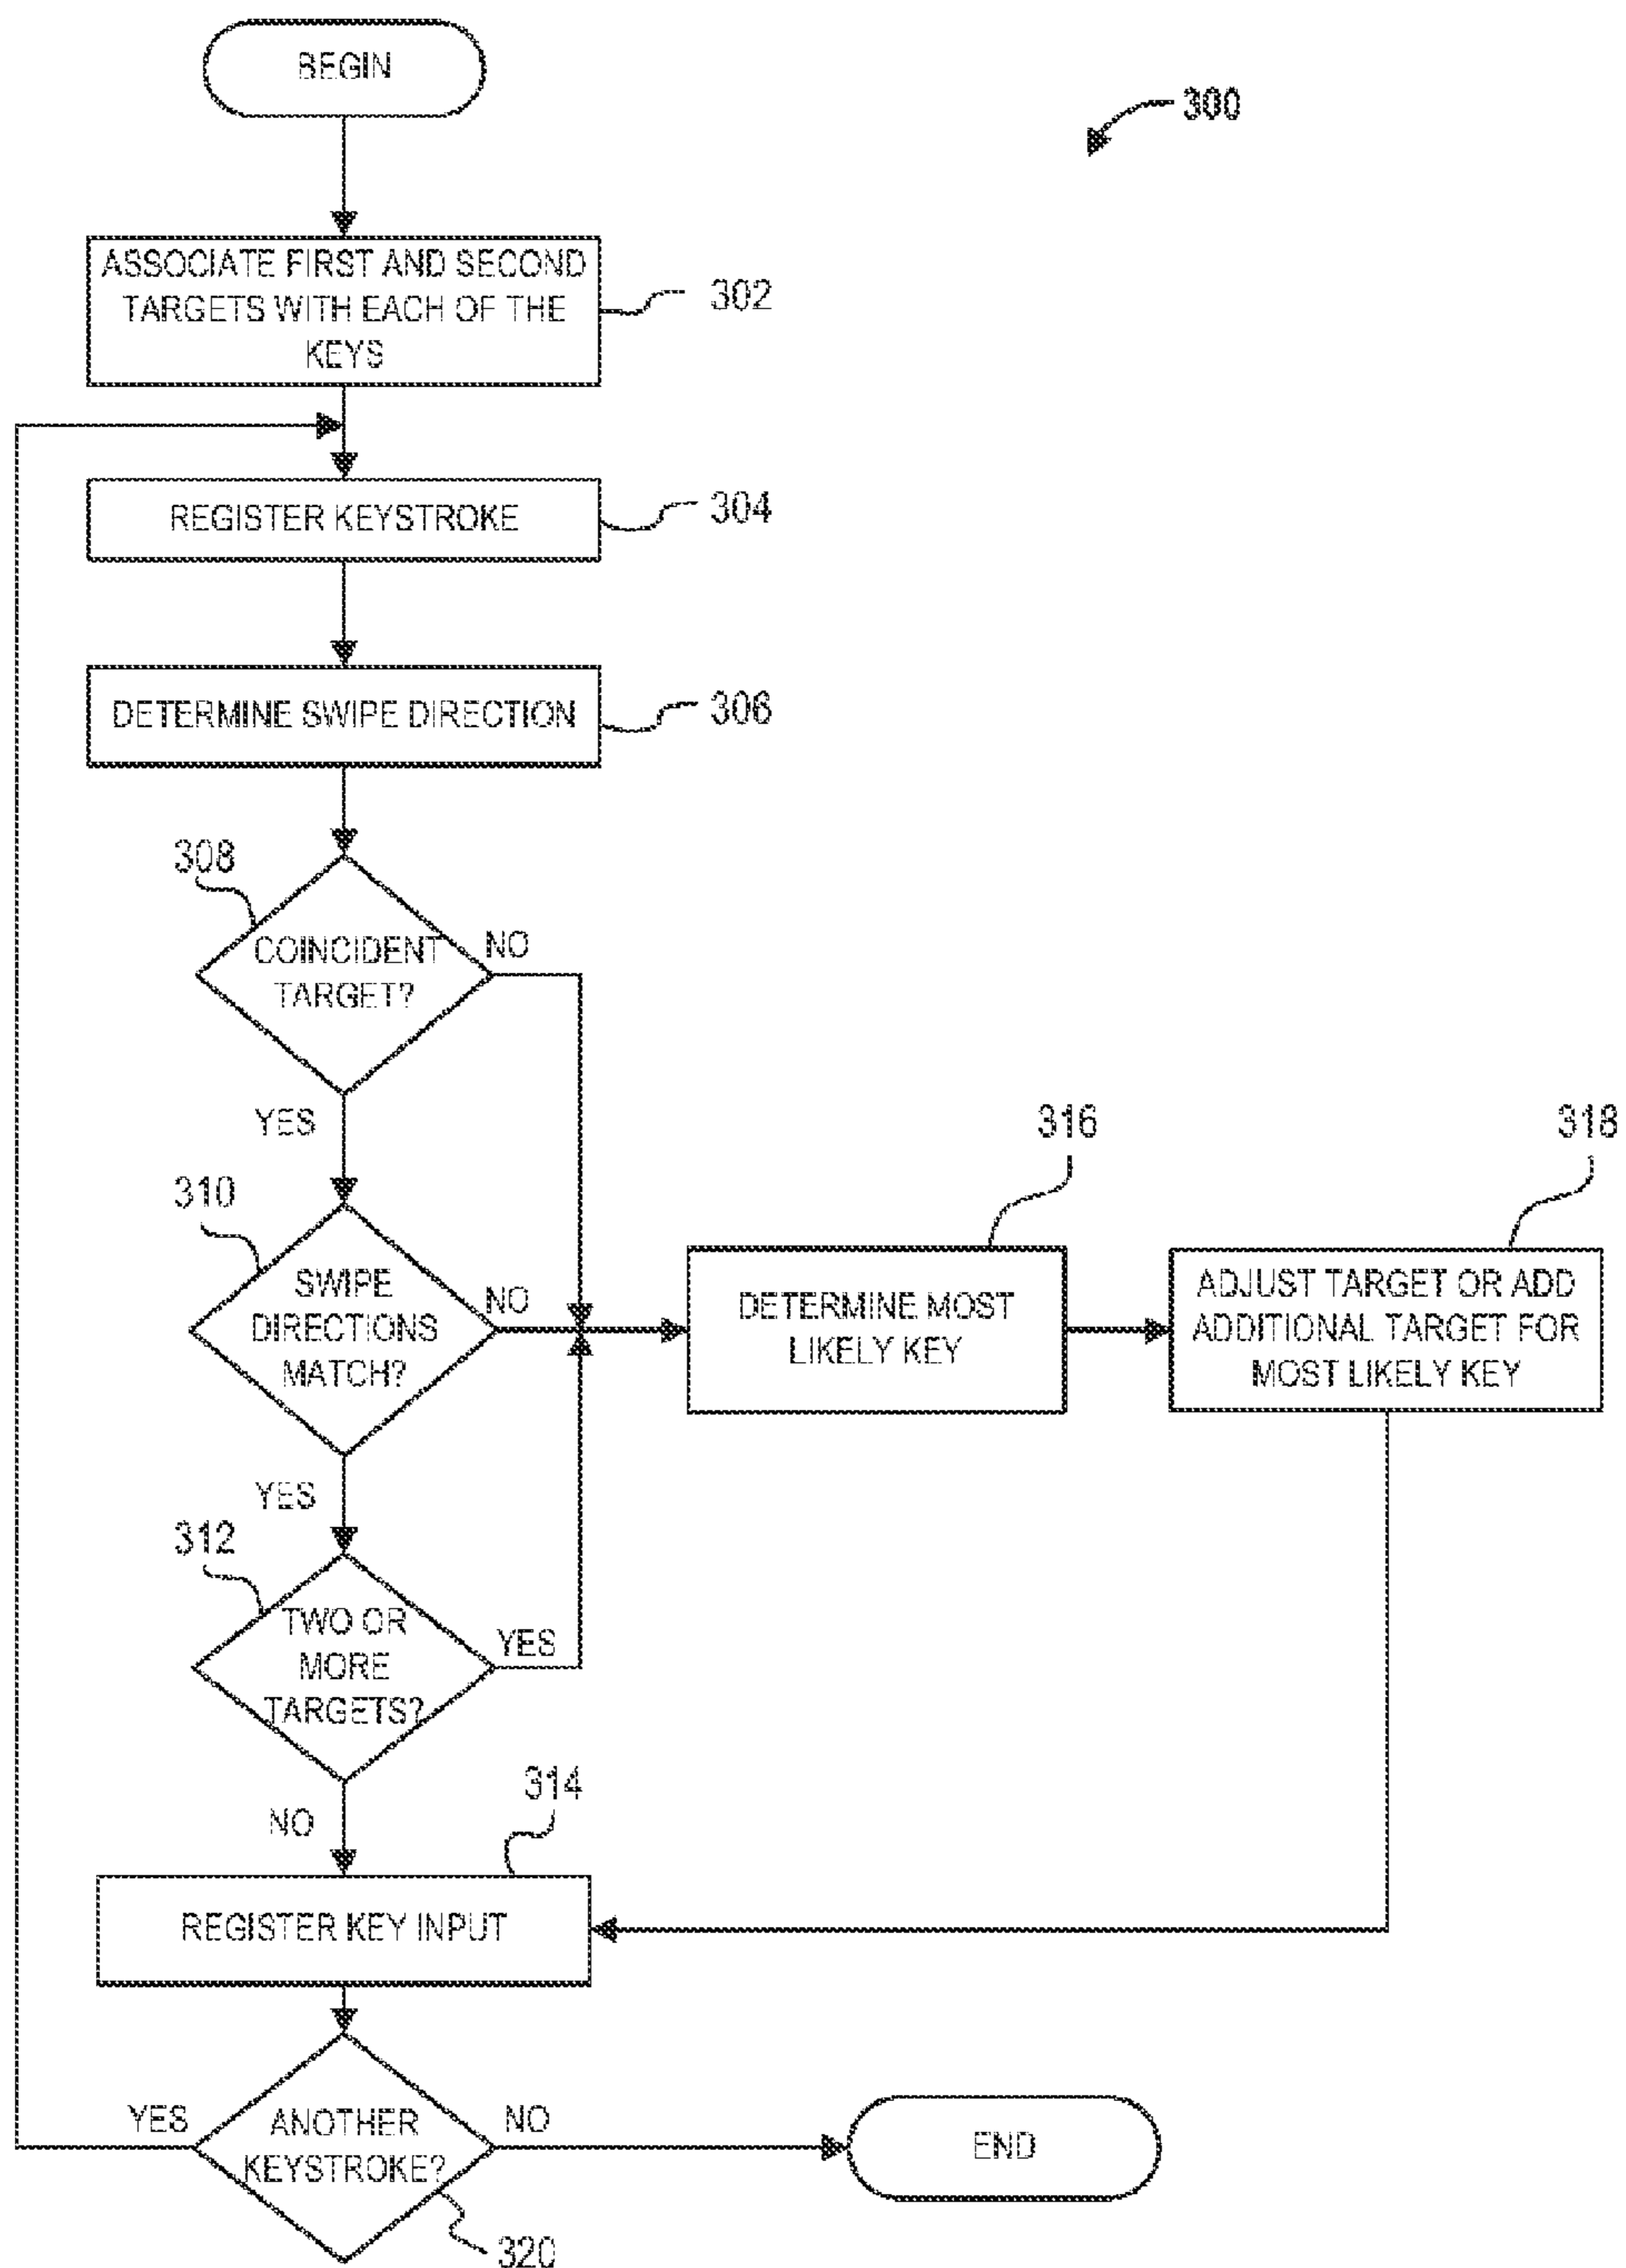 BEGIN
300
ASSOCIATE FIRST AND SECOND
TARGETS WITH EACH OF THE
KEYS
302
REGISTER KEYSTROKE
304
DETERMINE SWIPE DIRECTION
306
308
COINCIDENT
TARGET?
NO
YES
310
SWIPE
DIRECTIONS
MATCH?
NO
316
DETERMINE MOST
LIKELY KEY
318
ADJUST TARGET OR ADD
ADDITIONAL TARGET FOR
MOST LIKELY KEY
YES
312
TWO OR
MORE
TARGETS?
YES
NO
314
REGISTER KEY INPUT
YES
ANOTHER
KEYSTROKE?
NO
END
320